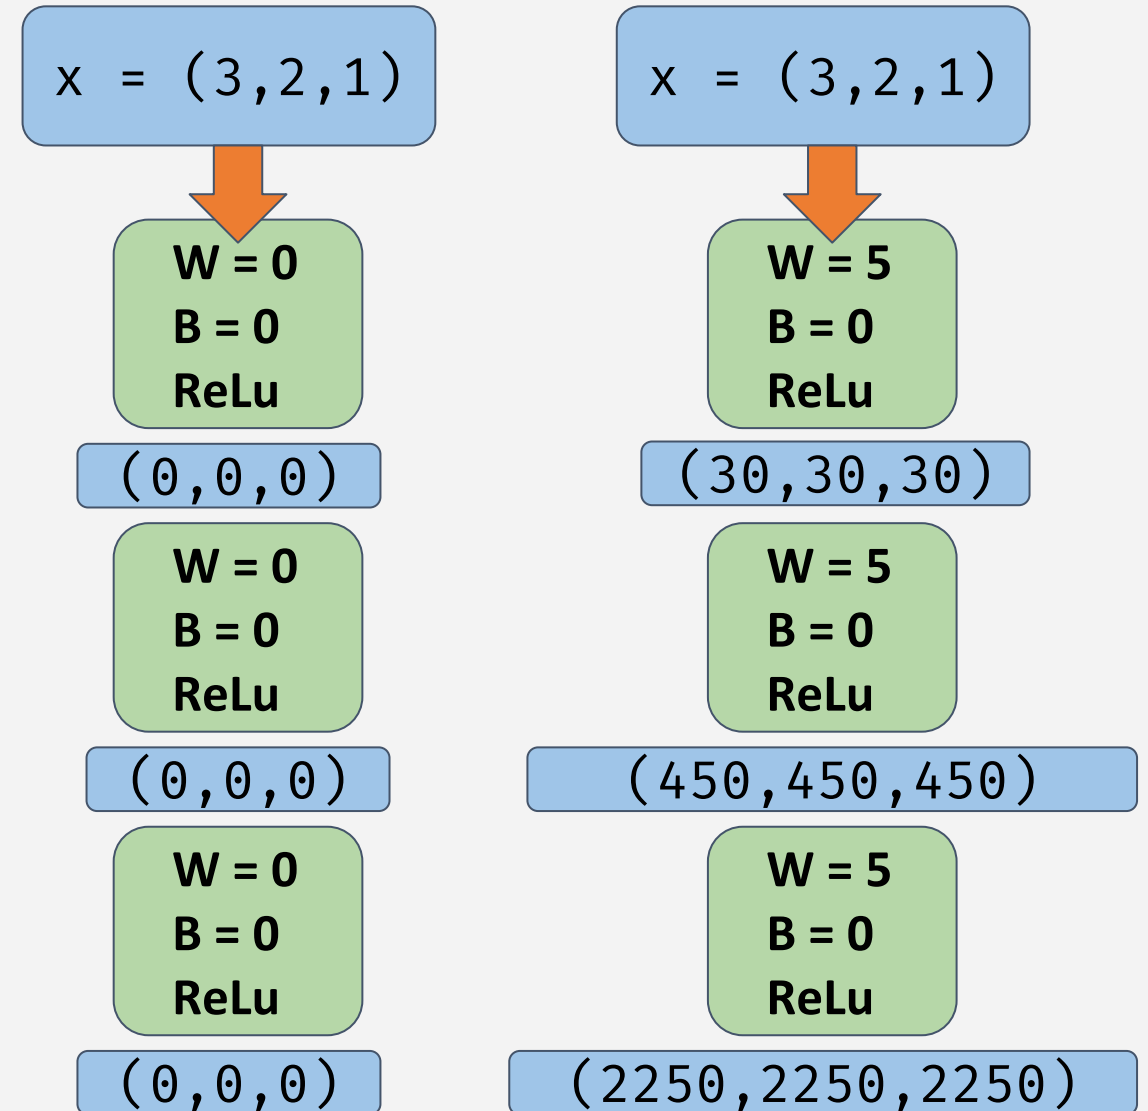 x = (3,2,1)
W = 0
B = 0
ReLu
(0,0,0)
W = 0
B = 0
ReLu
(0,0,0)
W = 0
B = 0
ReLu
(0,0,0)
x = (3,2,1)
W = 5
B = 0
ReLu
(30,30,30)
W = 5
B = 0
ReLu
(450,450,450)
W = 5
B = 0
ReLu
(2250,2250,2250)